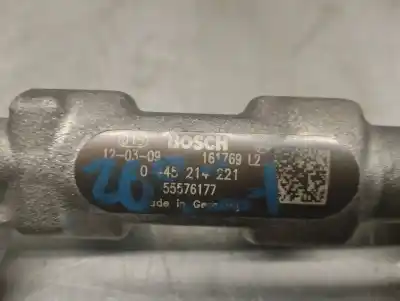 BOSCH
12-03-09 161769 L2
0 445 214 221
55576177
Made in Germany